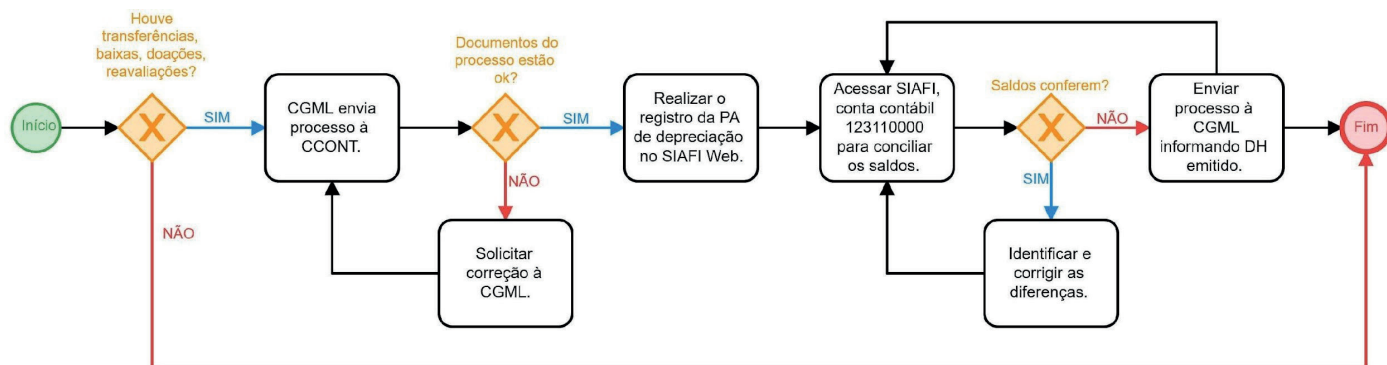 Houve
transferências,
baixas, doações,
reavaliações?
Início
SIM
NÃO
CGML envia
processo à
CCONT.
Documentos do
processo estão
ok?
SIM
NÃO
Solicitar
correção à
CGML.
Realizar o
registro da PA
de depreciação
no SIAFI Web.
Acessar SIAFI,
conta contábil
123110000
para conciliar
os saldos.
Saldos conferem?
NÃO
SIM
Identificar e
corrigir as
diferenças.
Enviar
processo à
CGML
informando DH
emitido.
Fim